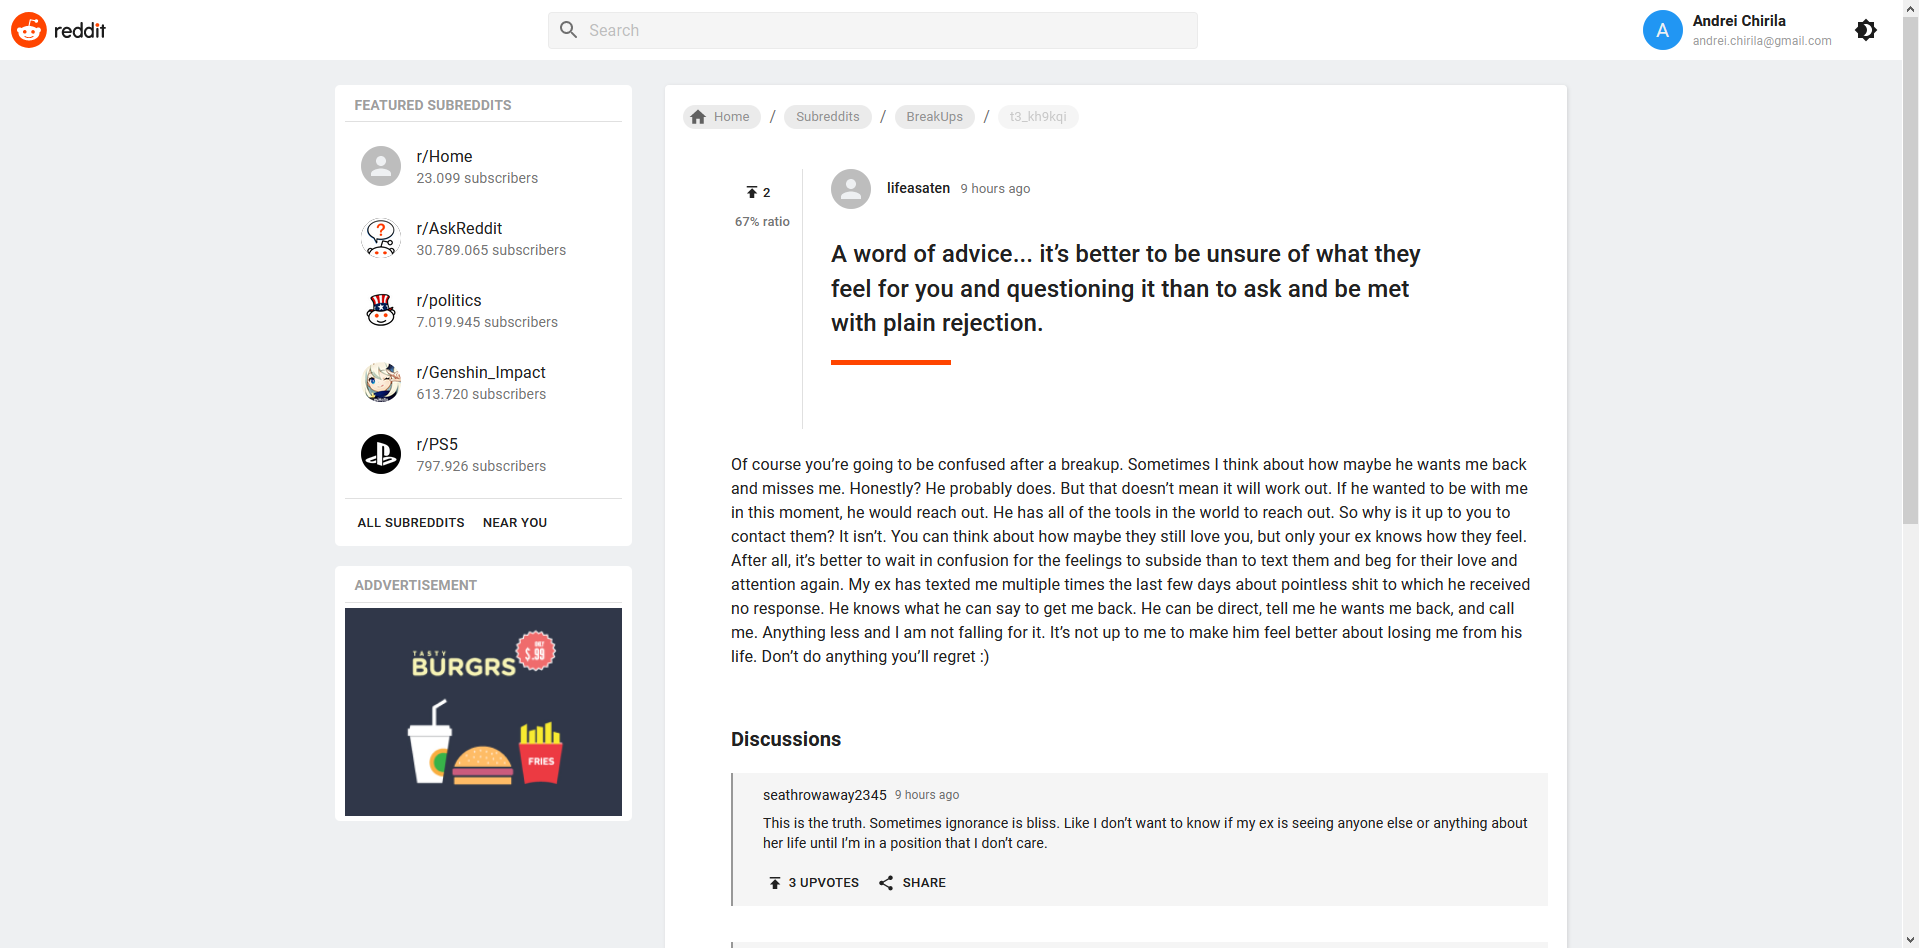 reddit
Search
A
Andrei Chirila
andrei.chirila@gmail.com
FEATURED SUBREDDITS
r/Home
23.099 subscribers
r/AskReddit
30.789.065 subscribers
r/politics
7.019.945 subscribers
r/Genshin_Impact
613.720 subscribers
r/PS5
797.926 subscribers
ALL SUBREDDITS NEAR YOU
ADDVERTISEMENT
TASTY
BURGRS
ONLY
$.99
FRIES
Home / Subreddits / BreakUps / t3_kh9kqi
2
67% ratio
lifeasaten 9 hours ago
A word of advice... it’s better to be unsure of what they
feel for you and questioning it than to ask and be met
with plain rejection.
Of course you’re going to be confused after a breakup. Sometimes I think about how maybe he wants me back
and misses me. Honestly? He probably does. But that doesn’t mean it will work out. If he wanted to be with me
in this moment, he would reach out. He has all of the tools in the world to reach out. So why is it up to you to
contact them? It isn’t. You can think about how maybe they still love you, but only your ex knows how they feel.
After all, it’s better to wait in confusion for the feelings to subside than to text them and beg for their love and
attention again. My ex has texted me multiple times the last few days about pointless shit to which he received
no response. He knows what he can say to get me back. He can be direct, tell me he wants me back, and call
me. Anything less and I am not falling for it. It’s not up to me to make him feel better about losing me from his
life. Don’t do anything you’ll regret :)
Discussions
seathrowaway2345 9 hours ago
This is the truth. Sometimes ignorance is bliss. Like I don’t want to know if my ex is seeing anyone else or anything about
her life until I’m in a position that I don’t care.
3 UPVOTES SHARE